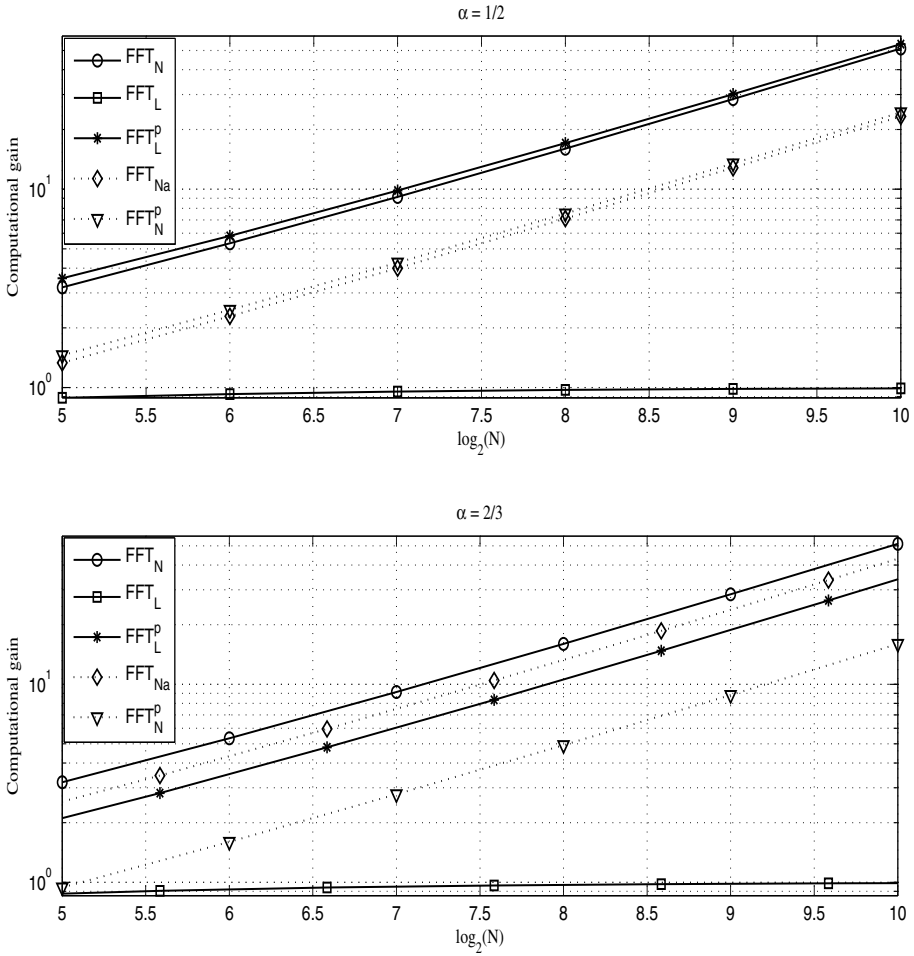 α = 1/2
Computational gain
FFT_N
FFT_L
FFT_L^p
FFT_Na
FFT_N^p
10^1
10^0
5 5.5 6 6.5 7 7.5 8 8.5 9 9.5 10
log_2(N)
α = 2/3
Computational gain
FFT_N
FFT_L
FFT_L^p
FFT_Na
FFT_N^p
10^1
10^0
5 5.5 6 6.5 7 7.5 8 8.5 9 9.5 10
log_2(N)